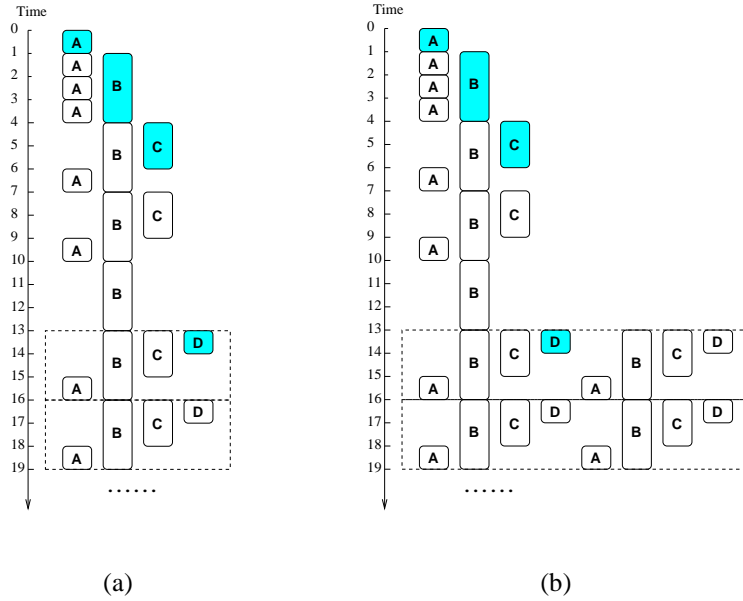 Time Time
0 A 0 A
1 A 1 A
2 A B 2 A B
3 A 3 A
4 4
5 B C 5 B C
6 A 6 A
7 7
8 B C 8 B C
9 A 9 A
10 10
11 B 11 B
12 12
13 D 13 D D
14 B C 14 B C B C
15 A 15 A A
16 D 16 D D
17 B C 17 B C B C
18 A 18 A A
19 19
...... ......
(a) (b)